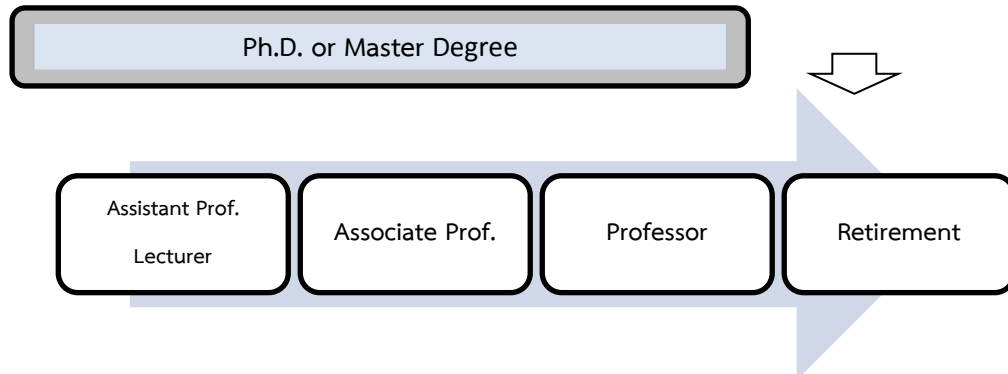 Ph.D. or Master Degree
Assistant Prof.
Lecturer
Associate Prof.
Professor
Retirement